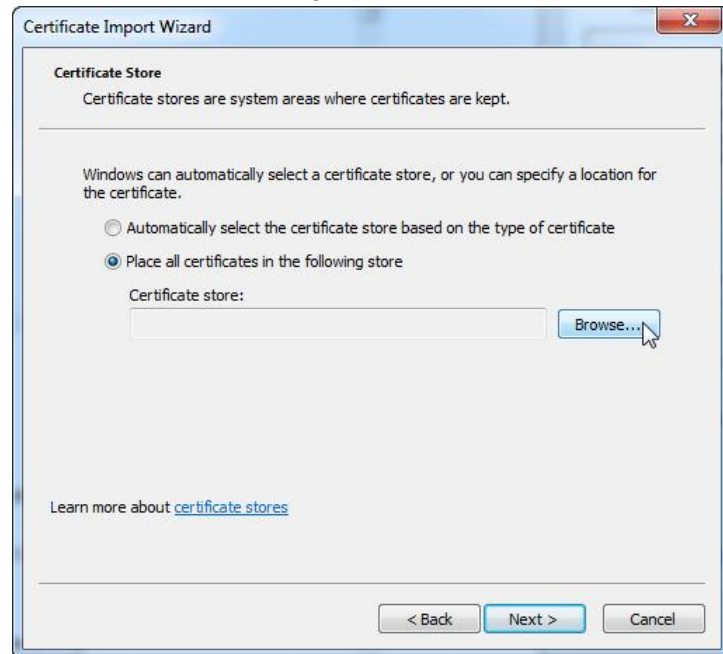 Certificate Import Wizard
Certificate Store
Certificate stores are system areas where certificates are kept.
Windows can automatically select a certificate store, or you can specify a location for
the certificate.
Automatically select the certificate store based on the type of certificate
Place all certificates in the following store
Certificate store:
Browse...
Learn more about certificate stores
< Back
Next >
Cancel